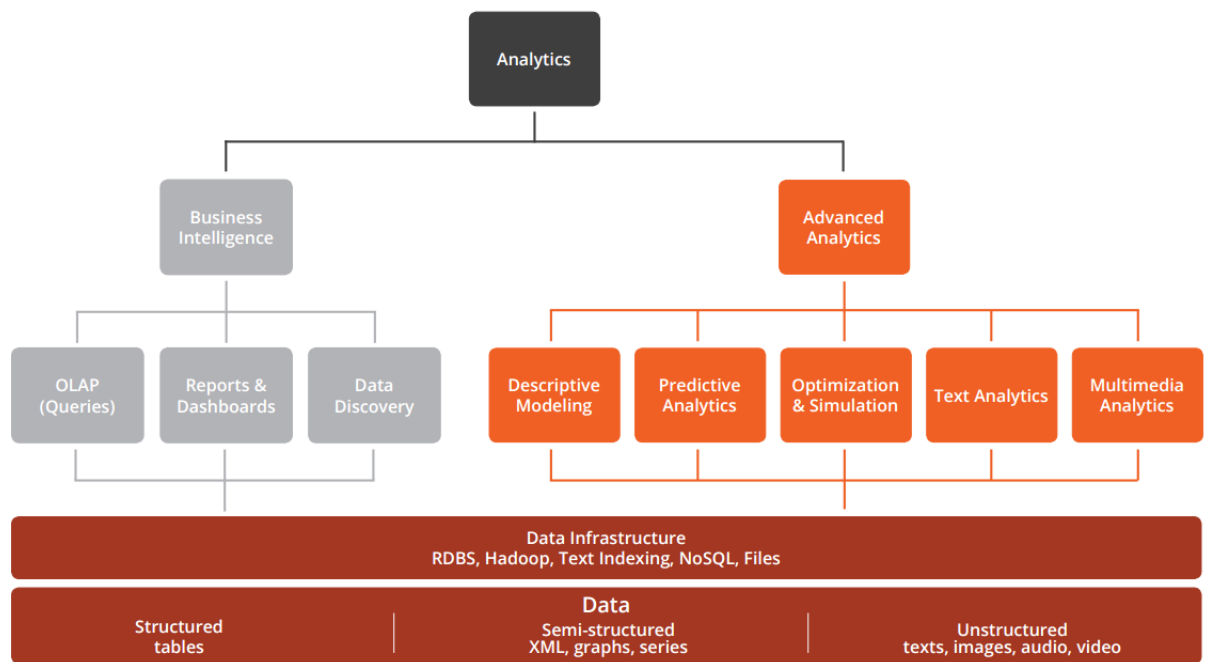 Analytics
Business
Intelligence
Advanced
Analytics
OLAP
(Queries)
Reports &
Dashboards
Data
Discovery
Descriptive
Modeling
Predictive
Analytics
Optimization
& Simulation
Text Analytics
Multimedia
Analytics
Data Infrastructure
RDBS, Hadoop, Text Indexing, NoSQL, Files
Data
Structured
tables
Semi-structured
XML, graphs, series
Unstructured
texts, images, audio, video